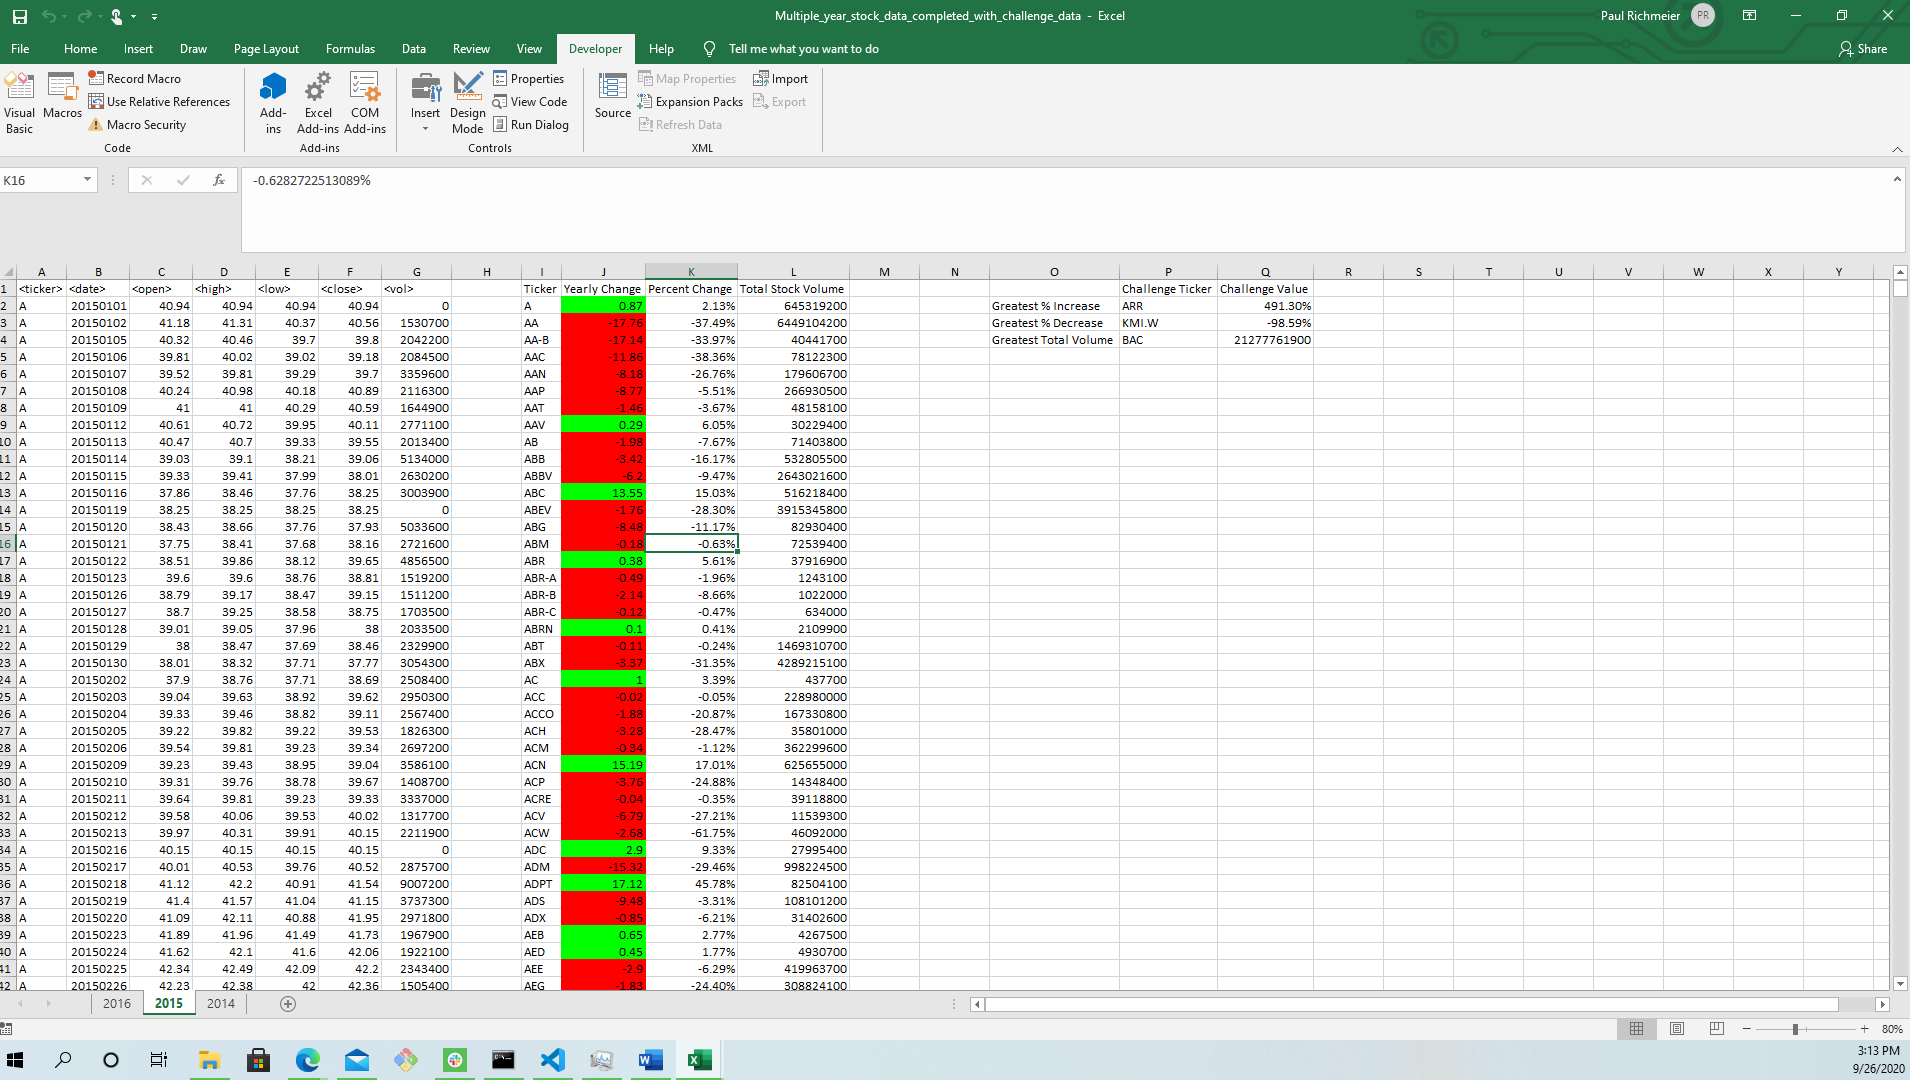 Multiple_year_stock_data_completed_with_challenge_data - Excel
Paul Richmeier PR
File Home Insert Draw Page Layout Formulas Data Review View Developer Help Tell me what you want to do Share
Visual Basic
Macros
Record Macro
Use Relative References
Macro Security
Code
Add-ins
Excel Add-ins
COM Add-ins
Add-ins
Insert
Design Mode
Properties
View Code
Run Dialog
Controls
Source
Map Properties
Expansion Packs
Refresh Data
Import
Export
XML
K16 fx -0.6282722513089%
A B C D E F G H I J K L M N O P Q R S T U V W X Y
1 <ticker> <date> <open> <high> <low> <close> <vol> Ticker Yearly Change Percent Change Total Stock Volume Challenge Ticker Challenge Value
2 A 20150101 40.94 40.94 40.94 40.94 0 A 0.87 2.13% 645319200 Greatest % Increase ARR 491.30%
3 A 20150102 41.18 41.31 40.37 40.56 1530700 AA -17.76 -37.49% 6449104200 Greatest % Decrease KMI.W -98.59%
4 A 20150105 40.32 40.46 39.7 39.8 2042200 AA-B -17.14 -33.97% 40441700 Greatest Total Volume BAC 21277761900
5 A 20150106 39.81 40.02 39.02 39.18 2084500 AAC -11.86 -38.36% 78122300
6 A 20150107 39.52 39.81 39.29 39.7 3359600 AAN -8.18 -26.76% 179606700
7 A 20150108 40.24 40.98 40.18 40.89 2116300 AAP -8.77 -5.51% 266930500
8 A 20150109 41 41 40.29 40.59 1644900 AAT -1.46 -3.67% 48158100
9 A 20150112 40.61 40.72 39.95 40.11 2771100 AAV 0.29 6.05% 30229400
10 A 20150113 40.47 40.7 39.33 39.55 2013400 AB -1.98 -7.67% 71403800
11 A 20150114 39.03 39.1 38.21 39.06 5134000 ABB -3.42 -16.17% 532805500
12 A 20150115 39.33 39.41 37.99 38.01 2630200 ABBV -6.2 -9.47% 2643021600
13 A 20150116 37.86 38.46 37.76 38.25 3003900 ABC 13.55 15.03% 516218400
14 A 20150119 38.25 38.25 38.25 38.25 0 ABEV -1.76 -28.30% 3915345800
15 A 20150120 38.43 38.66 37.76 37.93 5033600 ABG -8.48 -11.17% 82930400
16 A 20150121 37.75 38.41 37.68 38.16 2721600 ABM -0.18 -0.63% 72539400
17 A 20150122 38.51 39.86 38.12 39.65 4856500 ABR 0.38 5.61% 37916900
18 A 20150123 39.6 39.6 38.76 38.81 1519200 ABR-A -0.49 -1.96% 1243100
19 A 20150126 38.79 39.17 38.47 39.15 1511200 ABR-B -2.14 -8.66% 1022000
20 A 20150127 38.7 39.25 38.58 38.75 1703500 ABR-C -0.12 -0.47% 634000
21 A 20150128 39.01 39.05 37.96 38 2033500 ABRN 0.1 0.41% 2109900
22 A 20150129 38 38.47 37.69 38.46 2329900 ABT -0.11 -0.24% 1469310700
23 A 20150130 38.01 38.32 37.71 37.77 3054300 ABX -3.37 -31.35% 4289215100
24 A 20150202 37.9 38.76 37.71 38.69 2508400 AC 1 3.39% 437700
25 A 20150203 39.04 39.63 38.92 39.62 2950300 ACC -0.02 -0.05% 228980000
26 A 20150204 39.33 39.46 38.82 39.11 2567400 ACCO -1.88 -20.87% 167330800
27 A 20150205 39.22 39.82 39.22 39.53 1826300 ACH -3.28 -28.47% 35801000
28 A 20150206 39.54 39.81 39.23 39.34 2697200 ACM -0.34 -1.12% 362299600
29 A 20150209 39.23 39.43 38.95 39.04 3586100 ACN 15.19 17.01% 625655000
30 A 20150210 39.31 39.76 38.78 39.67 1408700 ACP -3.76 -24.88% 14348400
31 A 20150211 39.64 39.81 39.23 39.33 3337000 ACRE -0.04 -0.35% 39118800
32 A 20150212 39.58 40.06 39.53 40.02 1317700 ACV -6.79 -27.21% 11539300
33 A 20150213 39.97 40.31 39.91 40.15 2211900 ACW -2.68 -61.75% 46092000
34 A 20150216 40.15 40.15 40.15 40.15 0 ADC 2.9 9.33% 27995400
35 A 20150217 40.01 40.53 39.76 40.52 2875700 ADM -15.32 -29.46% 998224500
36 A 20150218 41.12 42.2 40.91 41.54 9007200 ADPT 17.12 45.78% 82504100
37 A 20150219 41.4 41.57 41.04 41.15 3737300 ADS -9.48 -3.31% 108101200
38 A 20150220 41.09 42.11 40.88 41.95 2971800 ADX -0.85 -6.21% 31402600
39 A 20150223 41.89 41.96 41.49 41.73 1967900 AEB 0.65 2.77% 4267500
40 A 20150224 41.62 42.1 41.6 42.06 1922100 AED 0.45 1.77% 4930700
41 A 20150225 42.34 42.49 42.09 42.2 2343400 AEE -2.9 -6.29% 419963700
42 A 20150226 42.23 42.38 42 42.36 1505400 AEG -1.83 -24.40% 308824100
2016 2015 2014
80%
3:13 PM
9/26/2020